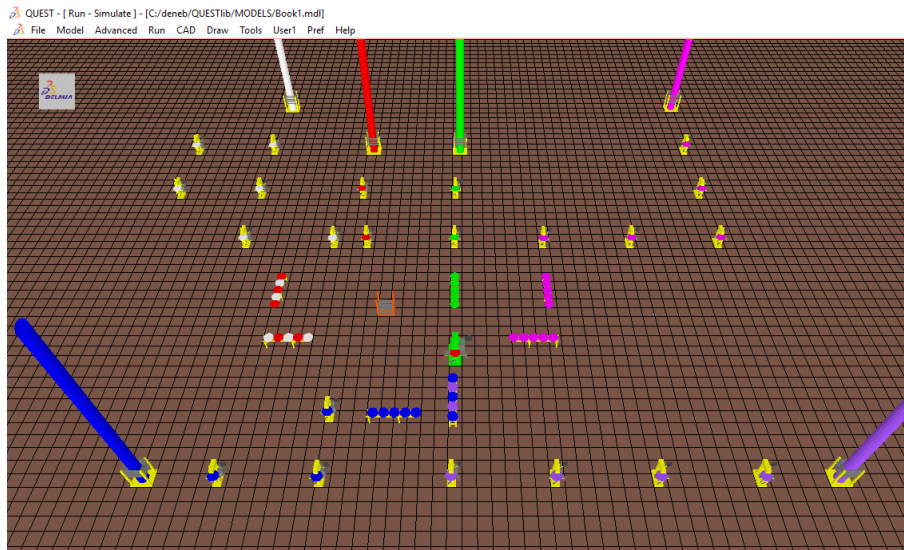 QUEST - [ Run - Simulate ] - [C:/deneb/QUESTlib/MODELS/Book1.mdl]
File Model Advanced Run CAD Draw Tools User1 Pref Help
DELMIA